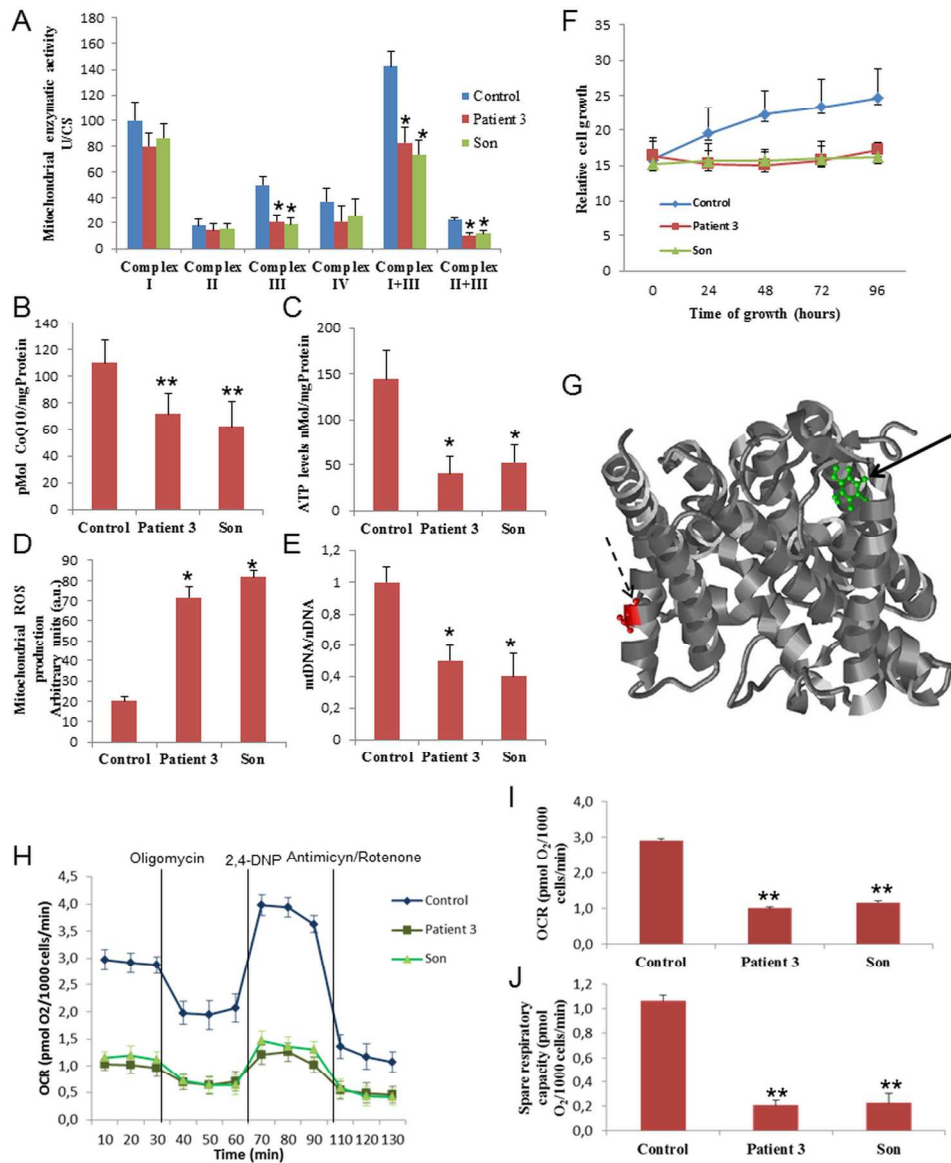 A
Mitochondrial enzymatic activity
U/CS
180
160
140
120
100
80
60
40
20
0
* * * * * *
Control
Patient 3
Son
Complex I
Complex II
Complex III
Complex IV
Complex I+III
Complex II+III
F
Relative cell growth
30
25
20
15
10
5
0
Control
Patient 3
Son
0 24 48 72 96
Time of growth (hours)
B
pMol CoQ10/mgProtein
140
120
100
80
60
40
20
0
** **
Control Patient 3 Son
C
ATP levels nMol/mgProtein
200
150
100
50
0
* *
Control Patient 3 Son
G
D
Mitochondrial ROS
production
Arbitrary units (a.n.)
90
80
70
60
50
40
30
20
10
0
* *
Control Patient 3 Son
E
mtDNA/nDNA
1,2
1
0,8
0,6
0,4
0,2
0
* *
Control Patient 3 Son
H
Oligomycin 2,4-DNP Antimicyn/Rotenone
OCR (pmol O2/1000cells/min)
4,5
4,0
3,5
3,0
2,5
2,0
1,5
1,0
0,5
0,0
Control
Patient 3
Son
10 20 30 40 50 60 70 80 90 110 120 130
Time (min)
I
OCR (pmol O₂/1000
cells/min)
4,0
3,0
2,0
1,0
0,0
** **
Control Patient 3 Son
J
Spare respiratory
capacity (pmol
O₂/1000 cells/min)
1,2
0,8
0,4
0,0
** **
Control Patient 3 Son